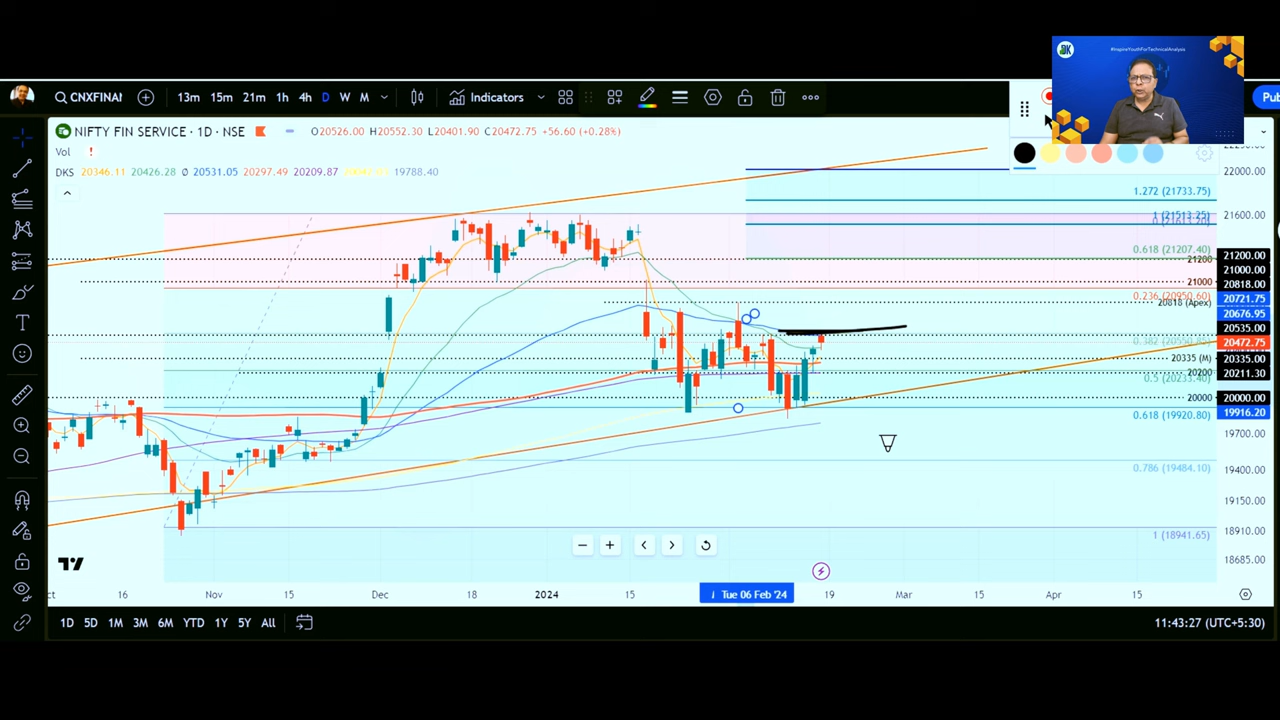 #InspireYouthForTechnicalAnalysis
CNXFINAI
13m 15m 21m 1h 4h D W M Indicators
Pub
NIFTY FIN SERVICE · 1D · NSE O20526.00 H20552.30 L20401.90 C20472.75 +56.60 (+0.28%)
Vol
DKS 20346.11 20426.28 Ø 20531.05 20297.49 20209.87 19788.40
22000.00
1.272 (21733.75)
1 (21513.25)
21600.00
0.618 (21207.40)
21200
21200.00
21000
21000.00
0.236 (20950.60)
20818 (Apex)
20818.00
20721.75
20676.95
20535.00
0.382 (20550.85)
20472.75
20335 (M)
20335.00
20200
20211.30
0.5 (20233.40)
20000
20000.00
0.618 (19920.80)
19916.20
19700.00
0.786 (19484.10)
19400.00
19150.00
1 (18941.65)
18910.00
18685.00
16 Nov 15 Dec 18 2024 15 Tue 06 Feb '24 19 Mar 15 Apr 15
1D 5D 1M 3M 6M YTD 1Y 5Y All
11:43:27 (UTC+5:30)